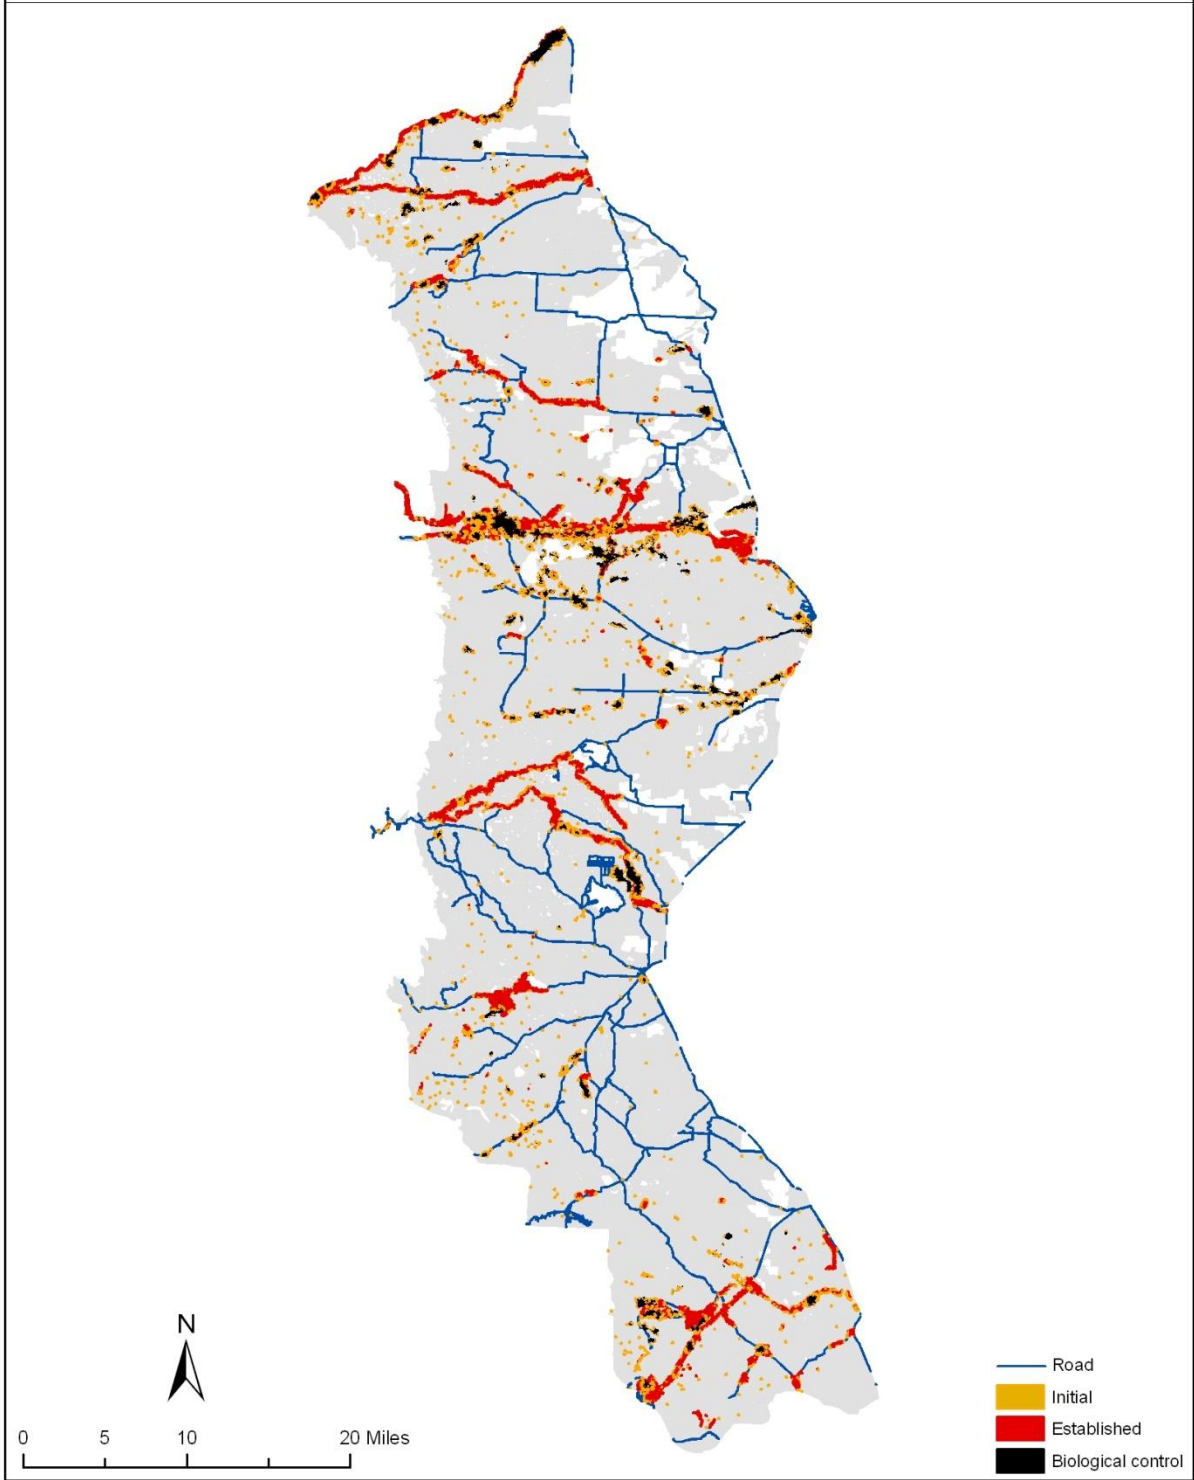 N
0 5 10 20 Miles
Road
Initial
Established
Biological control